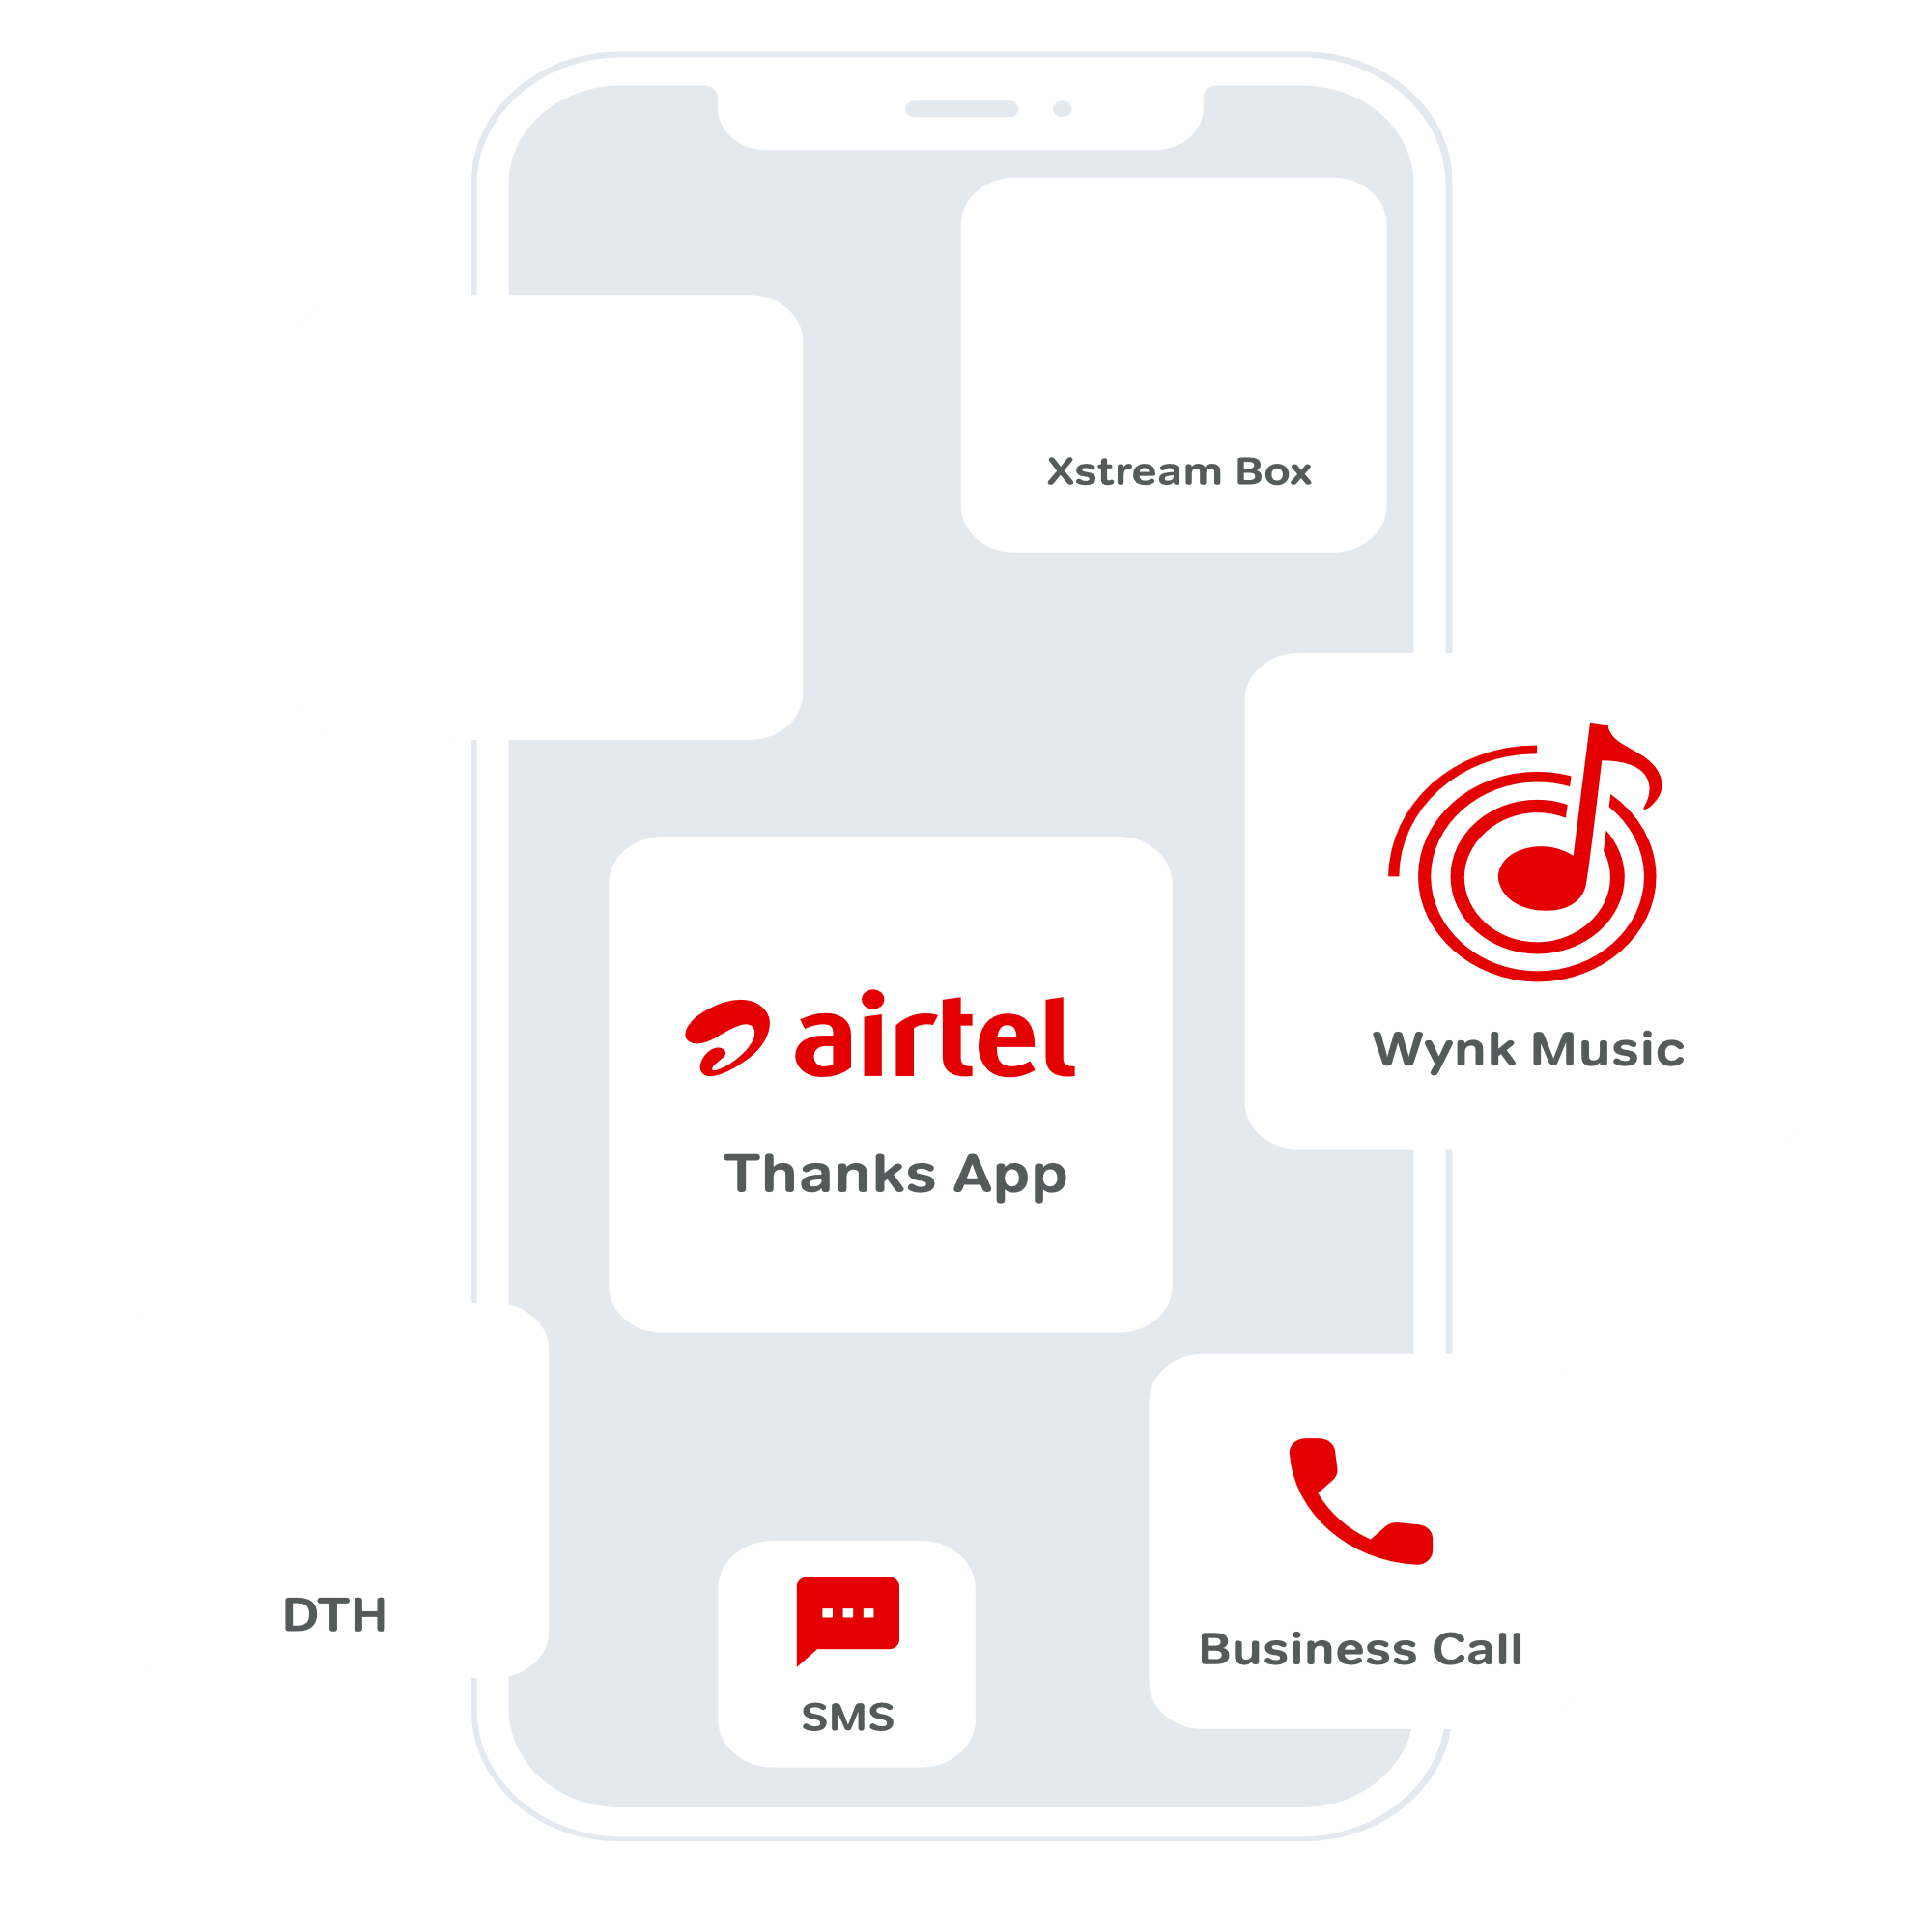 Xstream Box
Wynk Music
airtel
Thanks App
DTH
Business Call
SMS